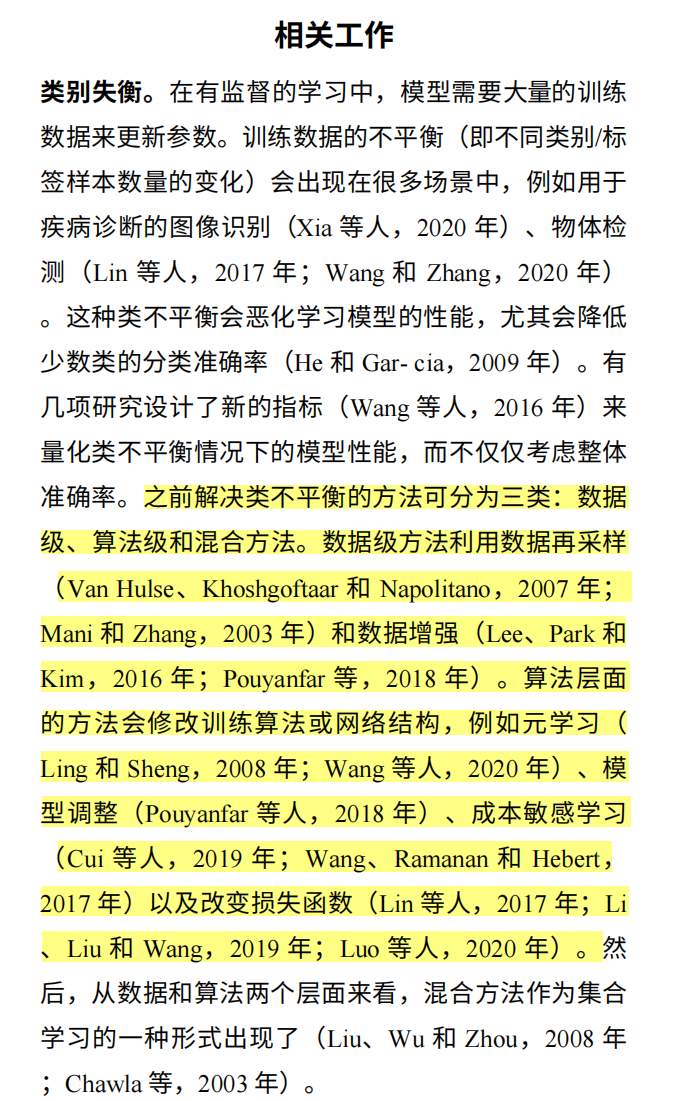 相关工作
类别失衡。在有监督的学习中，模型需要大量的训练
数据来更新参数。训练数据的不平衡（即不同类别/标
签样本数量的变化）会出现在很多场景中，例如用于
疾病诊断的图像识别（Xia 等人，2020 年）、物体检
测（Lin 等人，2017 年；Wang 和 Zhang，2020 年）
。这种类不平衡会恶化学习模型的性能，尤其会降低
少数类的分类准确率（He 和 Gar- cia，2009 年）。有
几项研究设计了新的指标（Wang 等人，2016 年）来
量化类不平衡情况下的模型性能，而不仅仅考虑整体
准确率。之前解决类不平衡的方法可分为三类：数据
级、算法级和混合方法。数据级方法利用数据再采样
（Van Hulse、Khoshgoftaar 和 Napolitano，2007 年；
Mani 和 Zhang，2003 年）和数据增强（Lee、Park 和
Kim，2016 年；Pouyanfar 等，2018 年）。算法层面
的方法会修改训练算法或网络结构，例如元学习（
Ling 和 Sheng，2008 年；Wang 等人，2020 年）、模
型调整（Pouyanfar 等人，2018 年）、成本敏感学习
（Cui 等人，2019 年；Wang、Ramanan 和 Hebert，
2017 年）以及改变损失函数（Lin 等人，2017 年；Li
、Liu 和 Wang，2019 年；Luo 等人，2020 年）。然
后，从数据和算法两个层面来看，混合方法作为集合
学习的一种形式出现了（Liu、Wu 和 Zhou，2008 年
；Chawla 等，2003 年）。